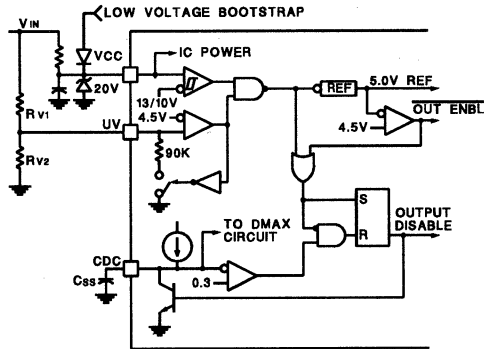 LOW VOLTAGE BOOTSTRAP
VIN
VCC
IC POWER
20V
13/10V
REF
5.0V REF
OUT ENBL
RV1
UV
4.5V
4.5V
90K
RV2
S
R
OUTPUT
DISABLE
TO DMAX
CIRCUIT
CDC
CSS
0.3